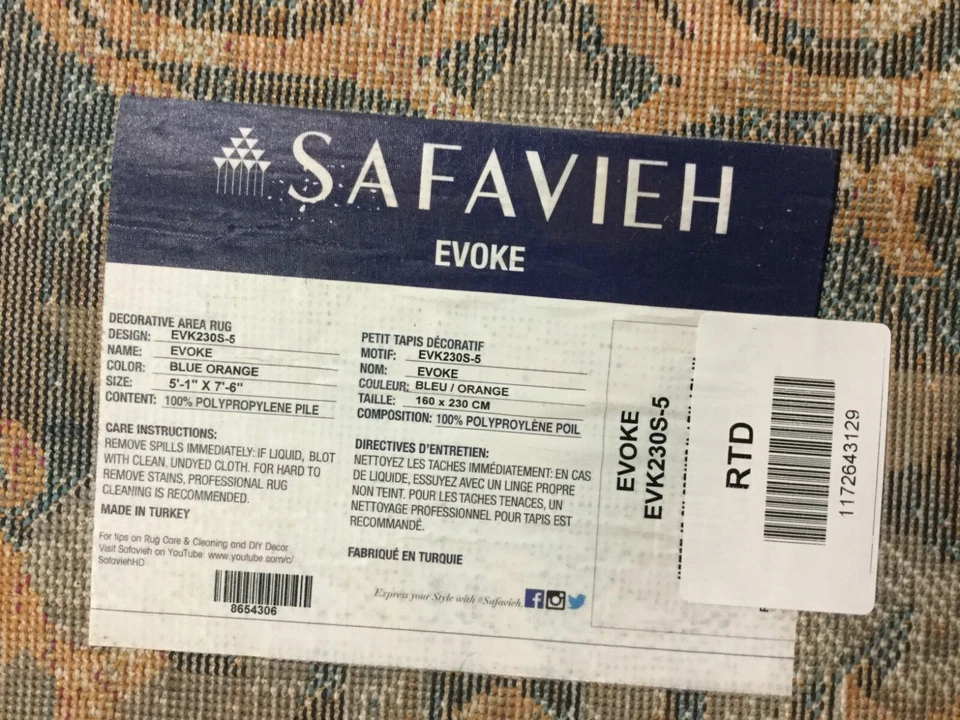 SAFAVIEH
EVOKE
DECORATIVE AREA RUG
DESIGN: EVK230S-5
NAME: EVOKE
COLOR: BLUE ORANGE
SIZE: 5'-1" X 7'-6"
CONTENT: 100% POLYPROPYLENE PILE
CARE INSTRUCTIONS:
REMOVE SPILLS IMMEDIATELY: IF LIQUID, BLOT
WITH CLEAN, UNDYED CLOTH. FOR HARD TO
REMOVE STAINS, PROFESSIONAL RUG
CLEANING IS RECOMMENDED.
MADE IN TURKEY
For tips on Rug Care & Cleaning and DIY Decor
Visit Safavieh on YouTube: www.youtube.com/c/
SafaviehHD
8654306
PETIT TAPIS DÉCORATIF
MOTIF: EVK230S-5
NOM: EVOKE
COULEUR: BLEU / ORANGE
TAILLE: 160 x 230 CM
COMPOSITION: 100% POLYPROYLÈNE POIL
DIRECTIVES D'ENTRETIEN:
NETTOYEZ LES TACHES IMMÉDIATEMENT: EN CAS
DE LIQUIDE, ESSUYEZ AVEC UN LINGE PROPRE
NON TEINT. POUR LES TACHES TENACES, UN
NETTOYAGE PROFESSIONNEL POUR TAPIS EST
RECOMMANDÉ.
FABRIQUÉ EN TURQUIE
Express your Style with #Safavieh
EVOKE
EVK230S-5
RTD
1172643129